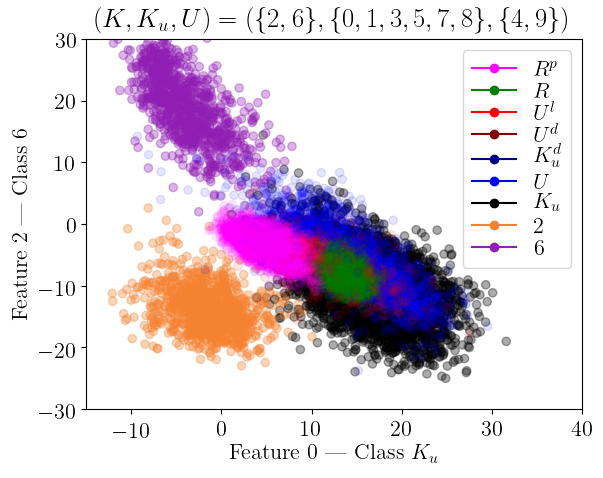 (K, K_u, U) = ({2, 6}, {0, 1, 3, 5, 7, 8}, {4, 9})
30
20
10
0
−10
−20
−30
Feature 2 — Class 6
R^p
R
U^l
U^d
K_u^d
U
K_u
2
6
−10
0
10
20
30
40
Feature 0 — Class K_u